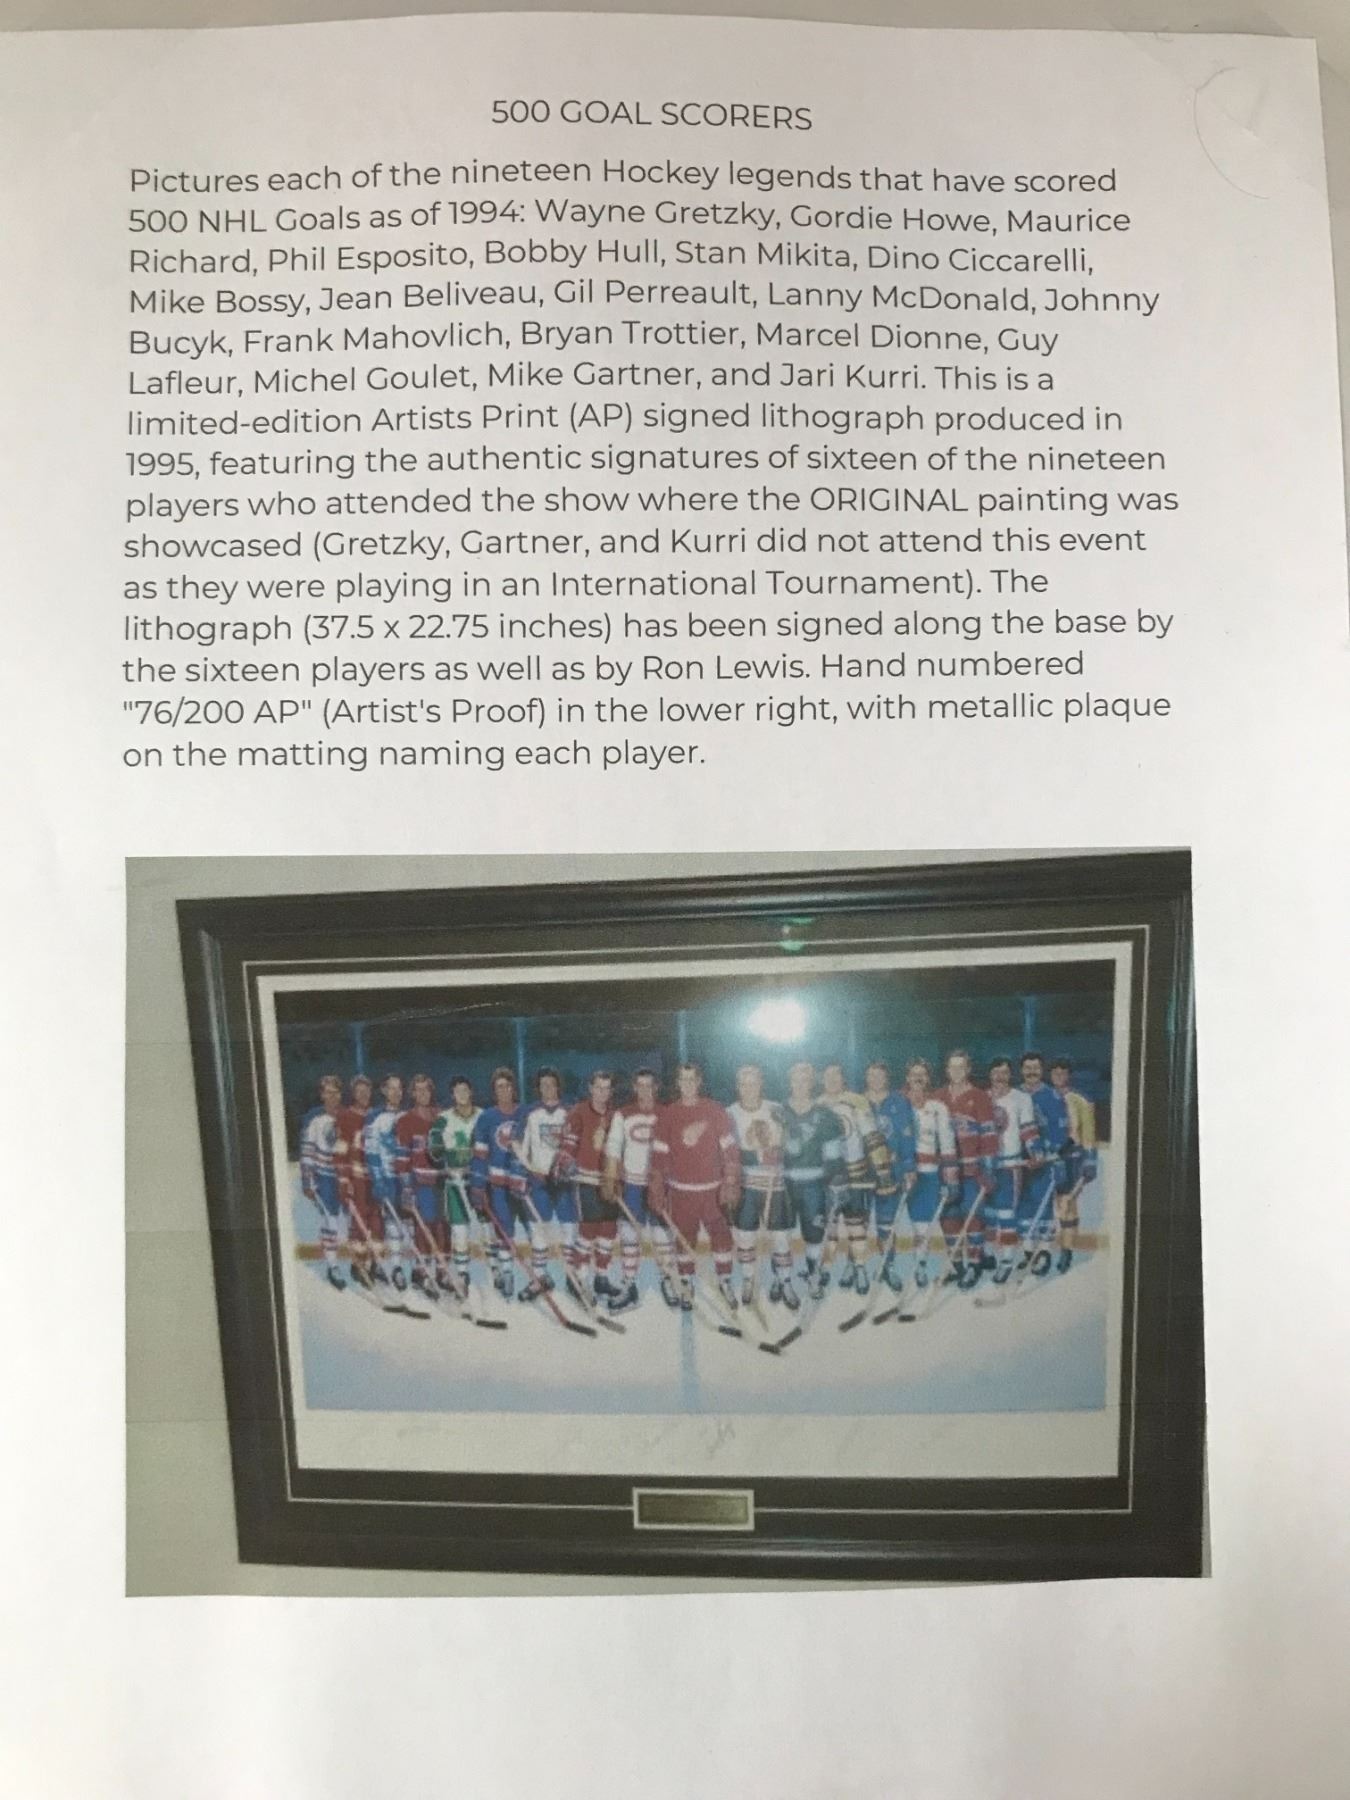 500 GOAL SCORERS
Pictures each of the nineteen Hockey legends that have scored
500 NHL Goals as of 1994: Wayne Gretzky, Gordie Howe, Maurice
Richard, Phil Esposito, Bobby Hull, Stan Mikita, Dino Ciccarelli,
Mike Bossy, Jean Beliveau, Gil Perreault, Lanny McDonald, Johnny
Bucyk, Frank Mahovlich, Bryan Trottier, Marcel Dionne, Guy
Lafleur, Michel Goulet, Mike Gartner, and Jari Kurri. This is a
limited-edition Artists Print (AP) signed lithograph produced in
1995, featuring the authentic signatures of sixteen of the nineteen
players who attended the show where the ORIGINAL painting was
showcased (Gretzky, Gartner, and Kurri did not attend this event
as they were playing in an International Tournament). The
lithograph (37.5 x 22.75 inches) has been signed along the base by
the sixteen players as well as by Ron Lewis. Hand numbered
"76/200 AP" (Artist's Proof) in the lower right, with metallic plaque
on the matting naming each player.